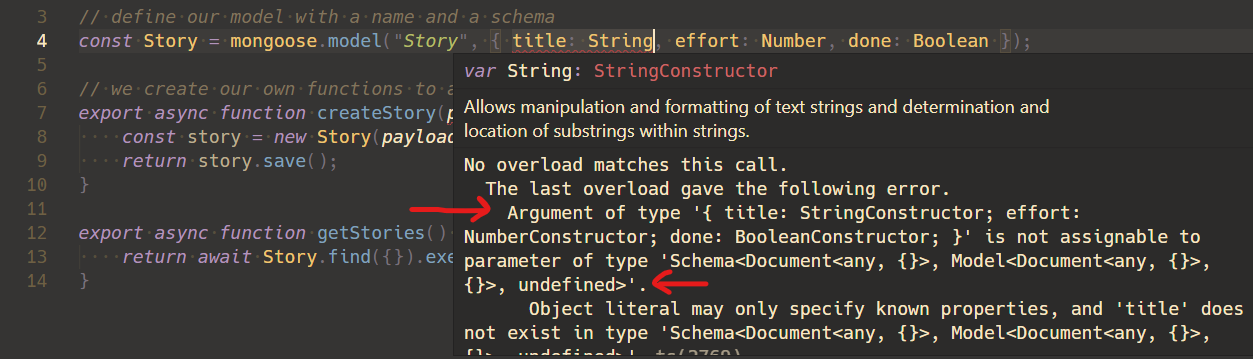 3 // define our model with a name and a schema
4 const Story = mongoose.model("Story", { title: String, effort: Number, done: Boolean });
5
6 // we create our own functions to a
7 export async function createStory(p
8 const story = new Story(payload
9 return story.save();
10 }
11
12 export async function getStories()
13 return await Story.find({}).exe
14 }
var String: StringConstructor
Allows manipulation and formatting of text strings and determination and
location of substrings within strings.
No overload matches this call.
The last overload gave the following error.
Argument of type '{ title: StringConstructor; effort:
NumberConstructor; done: BooleanConstructor; }' is not assignable to
parameter of type 'Schema<Document<any, {}>, Model<Document<any, {}>,
{}>, undefined>'.
Object literal may only specify known properties, and 'title' does
not exist in type 'Schema<Document<any, {}>, Model<Document<any, {}>,
{}>, undefined>'. ts(2769)